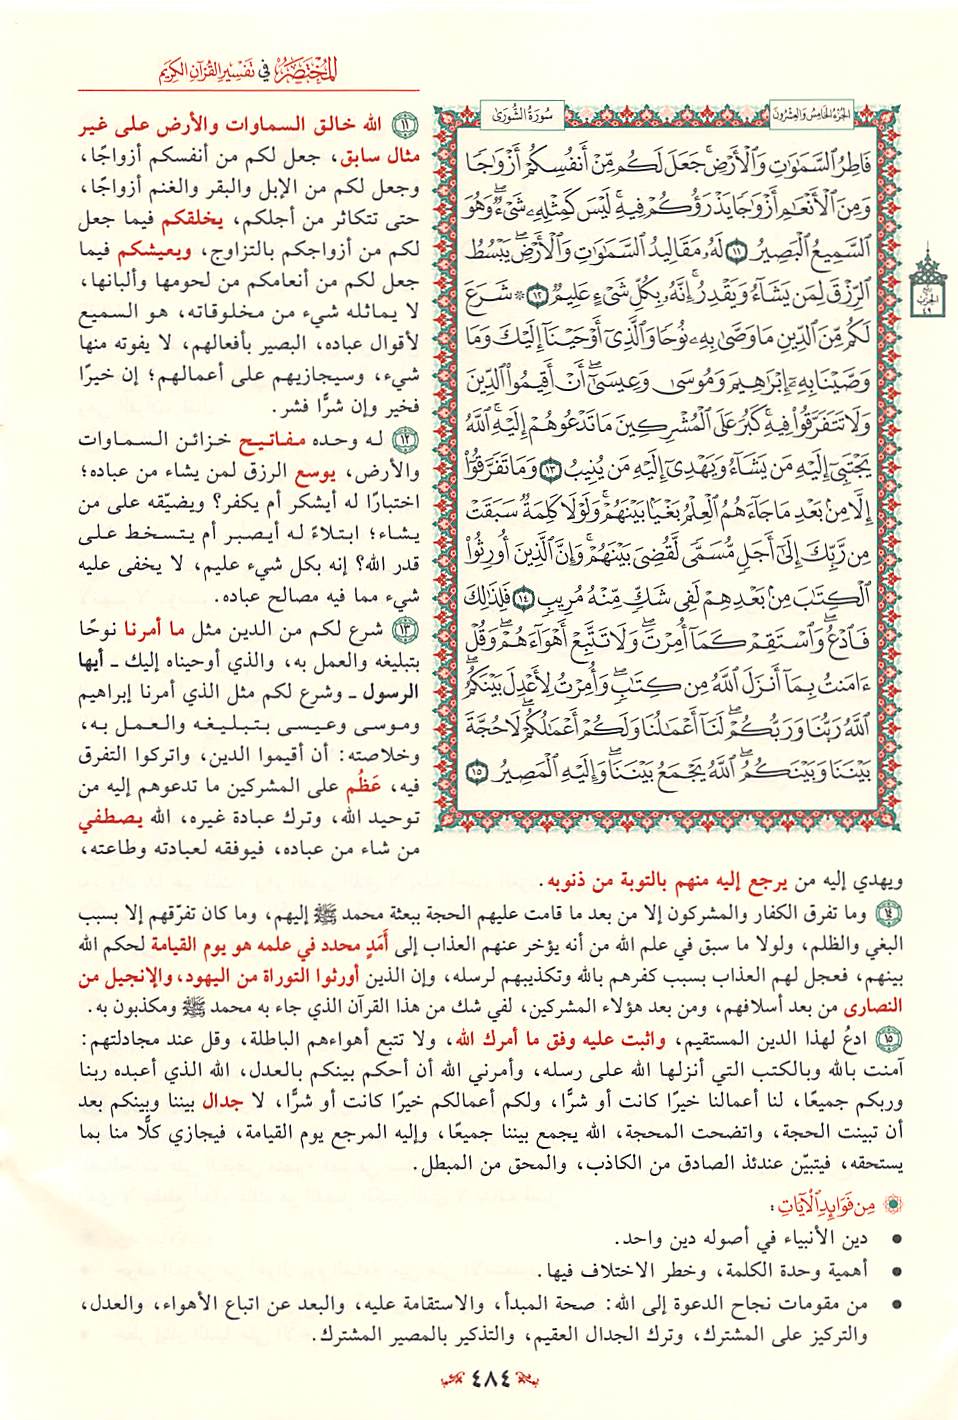 المختصر في تفسير القرآن الكريم
الجزء الخامس والعشرون
سورة الشورى
فَاطِرُ ٱلسَّمَٰوَٰتِ وَٱلْأَرْضِۚ جَعَلَ لَكُم مِّنْ أَنفُسِكُمْ أَزْوَٰجًا
وَمِنَ ٱلْأَنْعَٰمِ أَزْوَٰجًا يَذْرَؤُكُمْ فِيهِۚ لَيْسَ كَمِثْلِهِۦ شَىْءٌۖ وَهُوَ
ٱلسَّمِيعُ ٱلْبَصِيرُ ١١ لَهُۥ مَقَالِيدُ ٱلسَّمَٰوَٰتِ وَٱلْأَرْضِۖ يَبْسُطُ
ٱلرِّزْقَ لِمَن يَشَآءُ وَيَقْدِرُۚ إِنَّهُۥ بِكُلِّ شَىْءٍ عَلِيمٌ ١٢ ۞ شَرَعَ
لَكُم مِّنَ ٱلدِّينِ مَا وَصَّىٰ بِهِۦ نُوحًا وَٱلَّذِىٓ أَوْحَيْنَآ إِلَيْكَ وَمَا
وَصَّيْنَا بِهِۦٓ إِبْرَٰهِيمَ وَمُوسَىٰ وَعِيسَىٰٓۖ أَنْ أَقِيمُوا۟ ٱلدِّينَ
وَلَا تَتَفَرَّقُوا۟ فِيهِۚ كَبُرَ عَلَى ٱلْمُشْرِكِينَ مَا تَدْعُوهُمْ إِلَيْهِۚ ٱللَّهُ
يَجْتَبِىٓ إِلَيْهِ مَن يَشَآءُ وَيَهْدِىٓ إِلَيْهِ مَن يُنِيبُ ١٣ وَمَا تَفَرَّقُوٓا۟
إِلَّا مِنۢ بَعْدِ مَا جَآءَهُمُ ٱلْعِلْمُ بَغْيًۢا بَيْنَهُمْۚ وَلَوْلَا كَلِمَةٌ سَبَقَتْ
مِن رَّبِّكَ إِلَىٰٓ أَجَلٍ مُّسَمًّى لَّقُضِىَ بَيْنَهُمْۚ وَإِنَّ ٱلَّذِينَ أُورِثُوا۟
ٱلْكِتَٰبَ مِنۢ بَعْدِهِمْ لَفِى شَكٍّ مِّنْهُ مُرِيبٍ ١٤ فَلِذَٰلِكَ
فَٱدْعُۖ وَٱسْتَقِمْ كَمَآ أُمِرْتَۖ وَلَا تَتَّبِعْ أَهْوَآءَهُمْۖ وَقُلْ
ءَامَنتُ بِمَآ أَنزَلَ ٱللَّهُ مِن كِتَٰبٍۖ وَأُمِرْتُ لِأَعْدِلَ بَيْنَكُمُۖ
ٱللَّهُ رَبُّنَا وَرَبُّكُمْۖ لَنَآ أَعْمَٰلُنَا وَلَكُمْ أَعْمَٰلُكُمْۖ لَا حُجَّةَ
بَيْنَنَا وَبَيْنَكُمُۖ ٱللَّهُ يَجْمَعُ بَيْنَنَاۖ وَإِلَيْهِ ٱلْمَصِيرُ ١٥
ربع
الحزب
٤٩
١١ الله خالق السماوات والأرض على غير
مثال سابق، جعل لكم من أنفسكم أزواجًا،
وجعل لكم من الإبل والبقر والغنم أزواجًا،
حتى تتكاثر من أجلكم، يخلقكم فيما جعل
لكم من أزواجكم بالتزاوج، ويعيشكم فيما
جعل لكم من أنعامكم من لحومها وألبانها،
لا يماثله شيء من مخلوقاته، هو السميع
لأقوال عباده، البصير بأفعالهم، لا يفوته منها
شيء، وسيجازيهم على أعمالهم؛ إن خيرًا
فخير وإن شرًّا فشر.
١٢ له وحده مفاتيح خزائن السماوات
والأرض، يوسع الرزق لمن يشاء من عباده؛
اختبارًا له أيشكر أم يكفر؟ ويضيّقه على من
يشاء؛ ابتلاءً له أيصبر أم يتسخط على
قدر الله؟ إنه بكل شيء عليم، لا يخفى عليه
شيء مما فيه مصالح عباده.
١٣ شرع لكم من الدين مثل ما أمرنا نوحًا
بتبليغه والعمل به، والذي أوحيناه إليك ـ أيها
الرسول ـ وشرع لكم مثل الذي أمرنا إبراهيم
وموسى وعيسى بتبليغه والعمل به،
وخلاصته: أن أقيموا الدين، واتركوا التفرق
فيه، عَظُم على المشركين ما تدعوهم إليه من
توحيد الله، وترك عبادة غيره، الله يصطفي
من شاء من عباده، فيوفقه لعبادته وطاعته،
ويهدي إليه من يرجع إليه منهم بالتوبة من ذنوبه.
١٤ وما تفرق الكفار والمشركون إلا من بعد ما قامت عليهم الحجة ببعثة محمد ﷺ إليهم، وما كان تفرّقهم إلا بسبب
البغي والظلم، ولولا ما سبق في علم الله من أنه يؤخر عنهم العذاب إلى أَمَدٍ محدد في علمه هو يوم القيامة لحكم الله
بينهم، فعجل لهم العذاب بسبب كفرهم بالله وتكذيبهم لرسله، وإن الذين أورثوا التوراة من اليهود، والإنجيل من
النصارى من بعد أسلافهم، ومن بعد هؤلاء المشركين، لفي شك من هذا القرآن الذي جاء به محمد ﷺ ومكذبون به.
١٥ ادعُ لهذا الدين المستقيم، واثبت عليه وفق ما أمرك الله، ولا تتبع أهواءهم الباطلة، وقل عند مجادلتهم:
آمنت بالله وبالكتب التي أنزلها الله على رسله، وأمرني الله أن أحكم بينكم بالعدل، الله الذي أعبده ربنا
وربكم جميعًا، لنا أعمالنا خيرًا كانت أو شرًّا، ولكم أعمالكم خيرًا كانت أو شرًّا، لا جدال بيننا وبينكم بعد
أن تبينت الحجة، واتضحت المحجة، الله يجمع بيننا جميعًا، وإليه المرجع يوم القيامة، فيجازي كلًّا منا بما
يستحقه، فيتبيّن عندئذ الصادق من الكاذب، والمحق من المبطل.
من فوايد الآيات:
• دين الأنبياء في أصوله دين واحد.
• أهمية وحدة الكلمة، وخطر الاختلاف فيها.
• من مقومات نجاح الدعوة إلى الله: صحة المبدأ، والاستقامة عليه، والبعد عن اتباع الأهواء، والعدل،
والتركيز على المشترك، وترك الجدال العقيم، والتذكير بالمصير المشترك.
٤٨٤